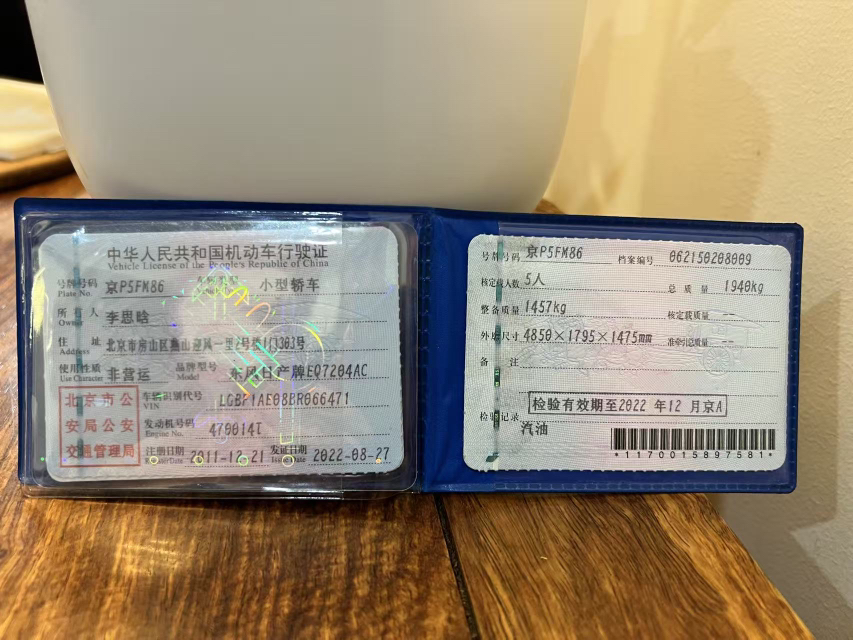 中华人民共和国机动车行驶证
Vehicle License of the People's Republic of China
号牌号码 京P5FM86 小型轿车
Plate No.
所有人 李思晗
Owner
住址 北京市房山区燕山迎风一里
Address
使用性质 非营运 品牌型号 东风日产牌EQ7204AC
Use Character Model
北京市公安局公安交通管理局
车辆识别代号 LGBP1AE08BR066471
VIN
发动机号码 470014T
Engine No.
注册日期 2011-12-21 发证日期 2022-08-27
Issue Date
号牌号码 京P5FM86 档案编号 062150208009
核定载人数 5人 总质量 1940kg
整备质量 1457kg 核定载质量 --
外廓尺寸 4850×1795×1475mm 准牵引总质量 --
备注
检验有效期至2022 年12 月京A
检验记录
汽油
*1170015897581*